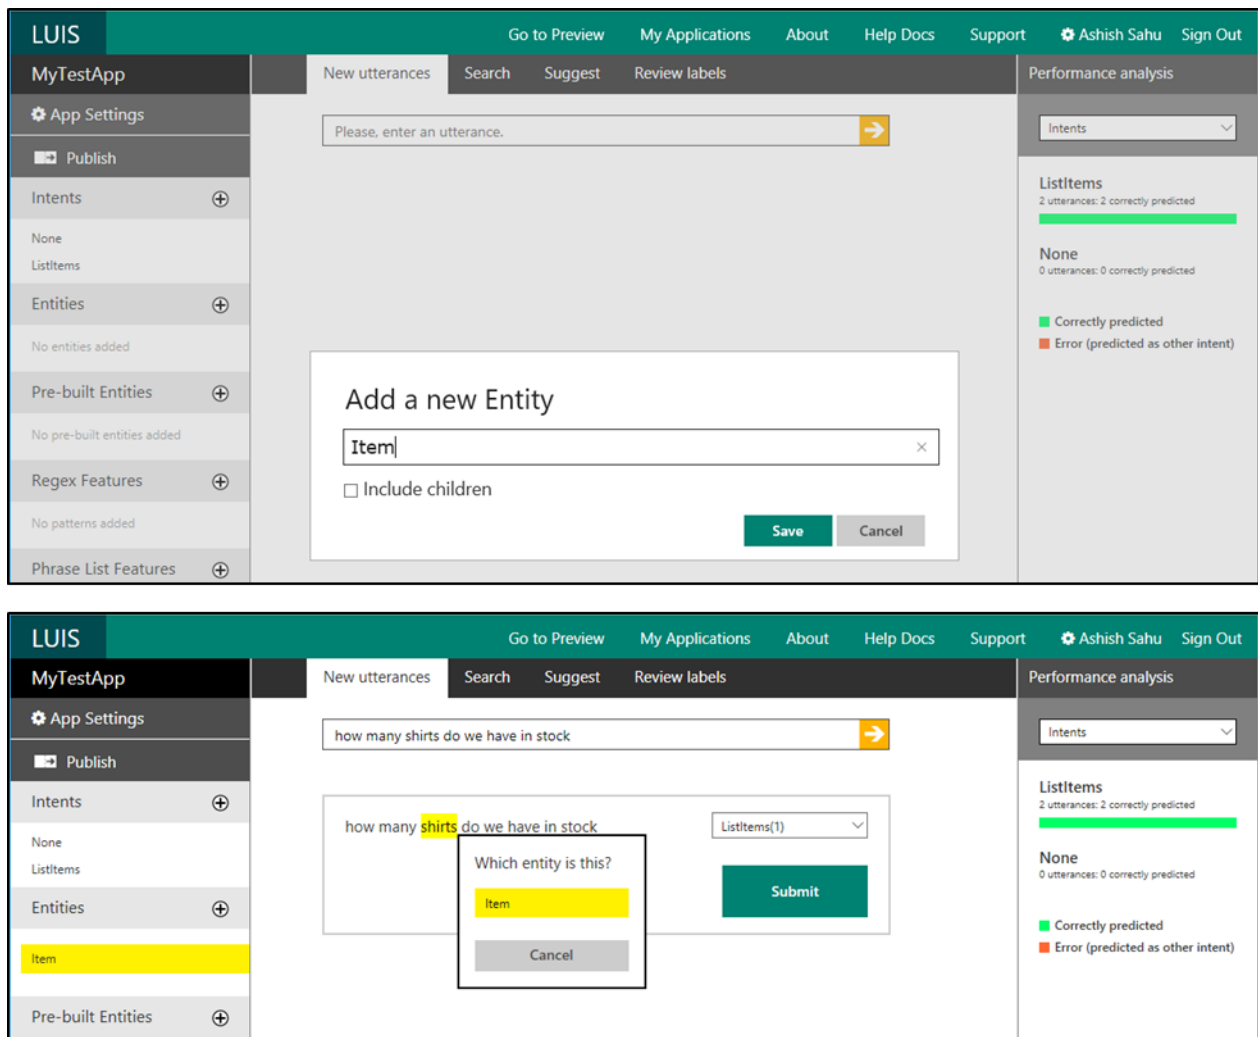 LUIS
Go to Preview
My Applications
About
Help Docs
Support
Ashish Sahu
Sign Out
MyTestApp
New utterances
Search
Suggest
Review labels
Performance analysis
App Settings
Please, enter an utterance.
Intents
Publish
Intents
None
ListItems
Entities
No entities added
Pre-built Entities
No pre-built entities added
Regex Features
No patterns added
Phrase List Features
Add a new Entity
Item
Include children
Save
Cancel
ListItems
2 utterances: 2 correctly predicted
None
0 utterances: 0 correctly predicted
Correctly predicted
Error (predicted as other intent)
LUIS
Go to Preview
My Applications
About
Help Docs
Support
Ashish Sahu
Sign Out
MyTestApp
New utterances
Search
Suggest
Review labels
Performance analysis
App Settings
how many shirts do we have in stock
Intents
Publish
Intents
None
ListItems
Entities
Item
Pre-built Entities
how many shirts do we have in stock
ListItems(1)
Which entity is this?
Item
Cancel
Submit
ListItems
2 utterances: 2 correctly predicted
None
0 utterances: 0 correctly predicted
Correctly predicted
Error (predicted as other intent)